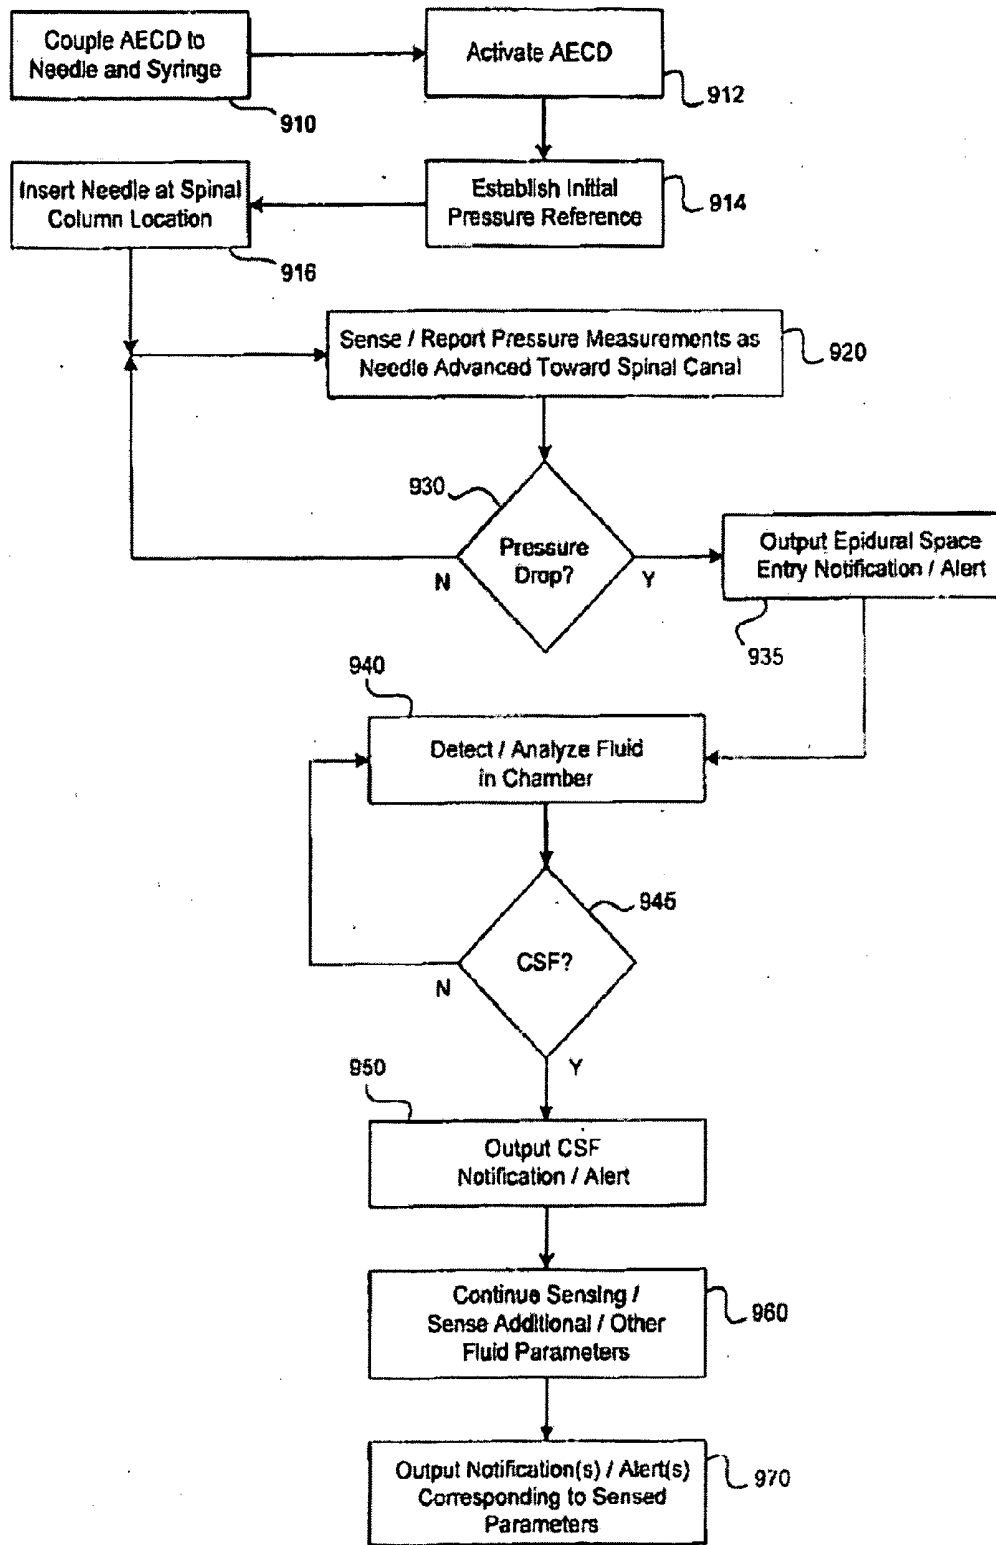 Couple AECD to
Needle and Syringe
910
Activate AECD
912
Establish Initial
Pressure Reference
914
Insert Needle at Spinal
Column Location
916
Sense / Report Pressure Measurements as
Needle Advanced Toward Spinal Canal
920
930
Pressure
Drop?
N
Y
Output Epidural Space
Entry Notification / Alert
935
940
Detect / Analyze Fluid
in Chamber
945
CSF?
N
Y
950
Output CSF
Notification / Alert
Continue Sensing /
Sense Additional / Other
Fluid Parameters
960
Output Notification(s) / Alert(s)
Corresponding to Sensed
Parameters
970